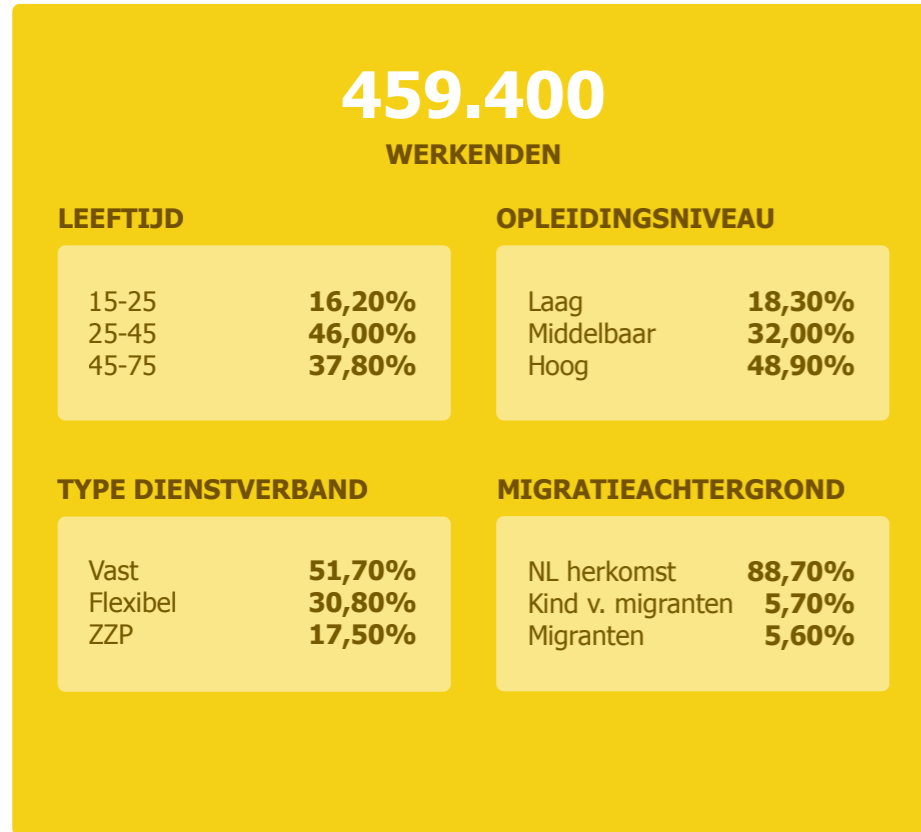 459.400
WERKENDEN
LEEFTIJD
15-25 16,20%
25-45 46,00%
45-75 37,80%
OPLEIDINGSNIVEAU
Laag 18,30%
Middelbaar 32,00%
Hoog 48,90%
TYPE DIENSTVERBAND
Vast 51,70%
Flexibel 30,80%
ZZP 17,50%
MIGRATIEACHTERGROND
NL herkomst 88,70%
Kind v. migranten 5,70%
Migranten 5,60%